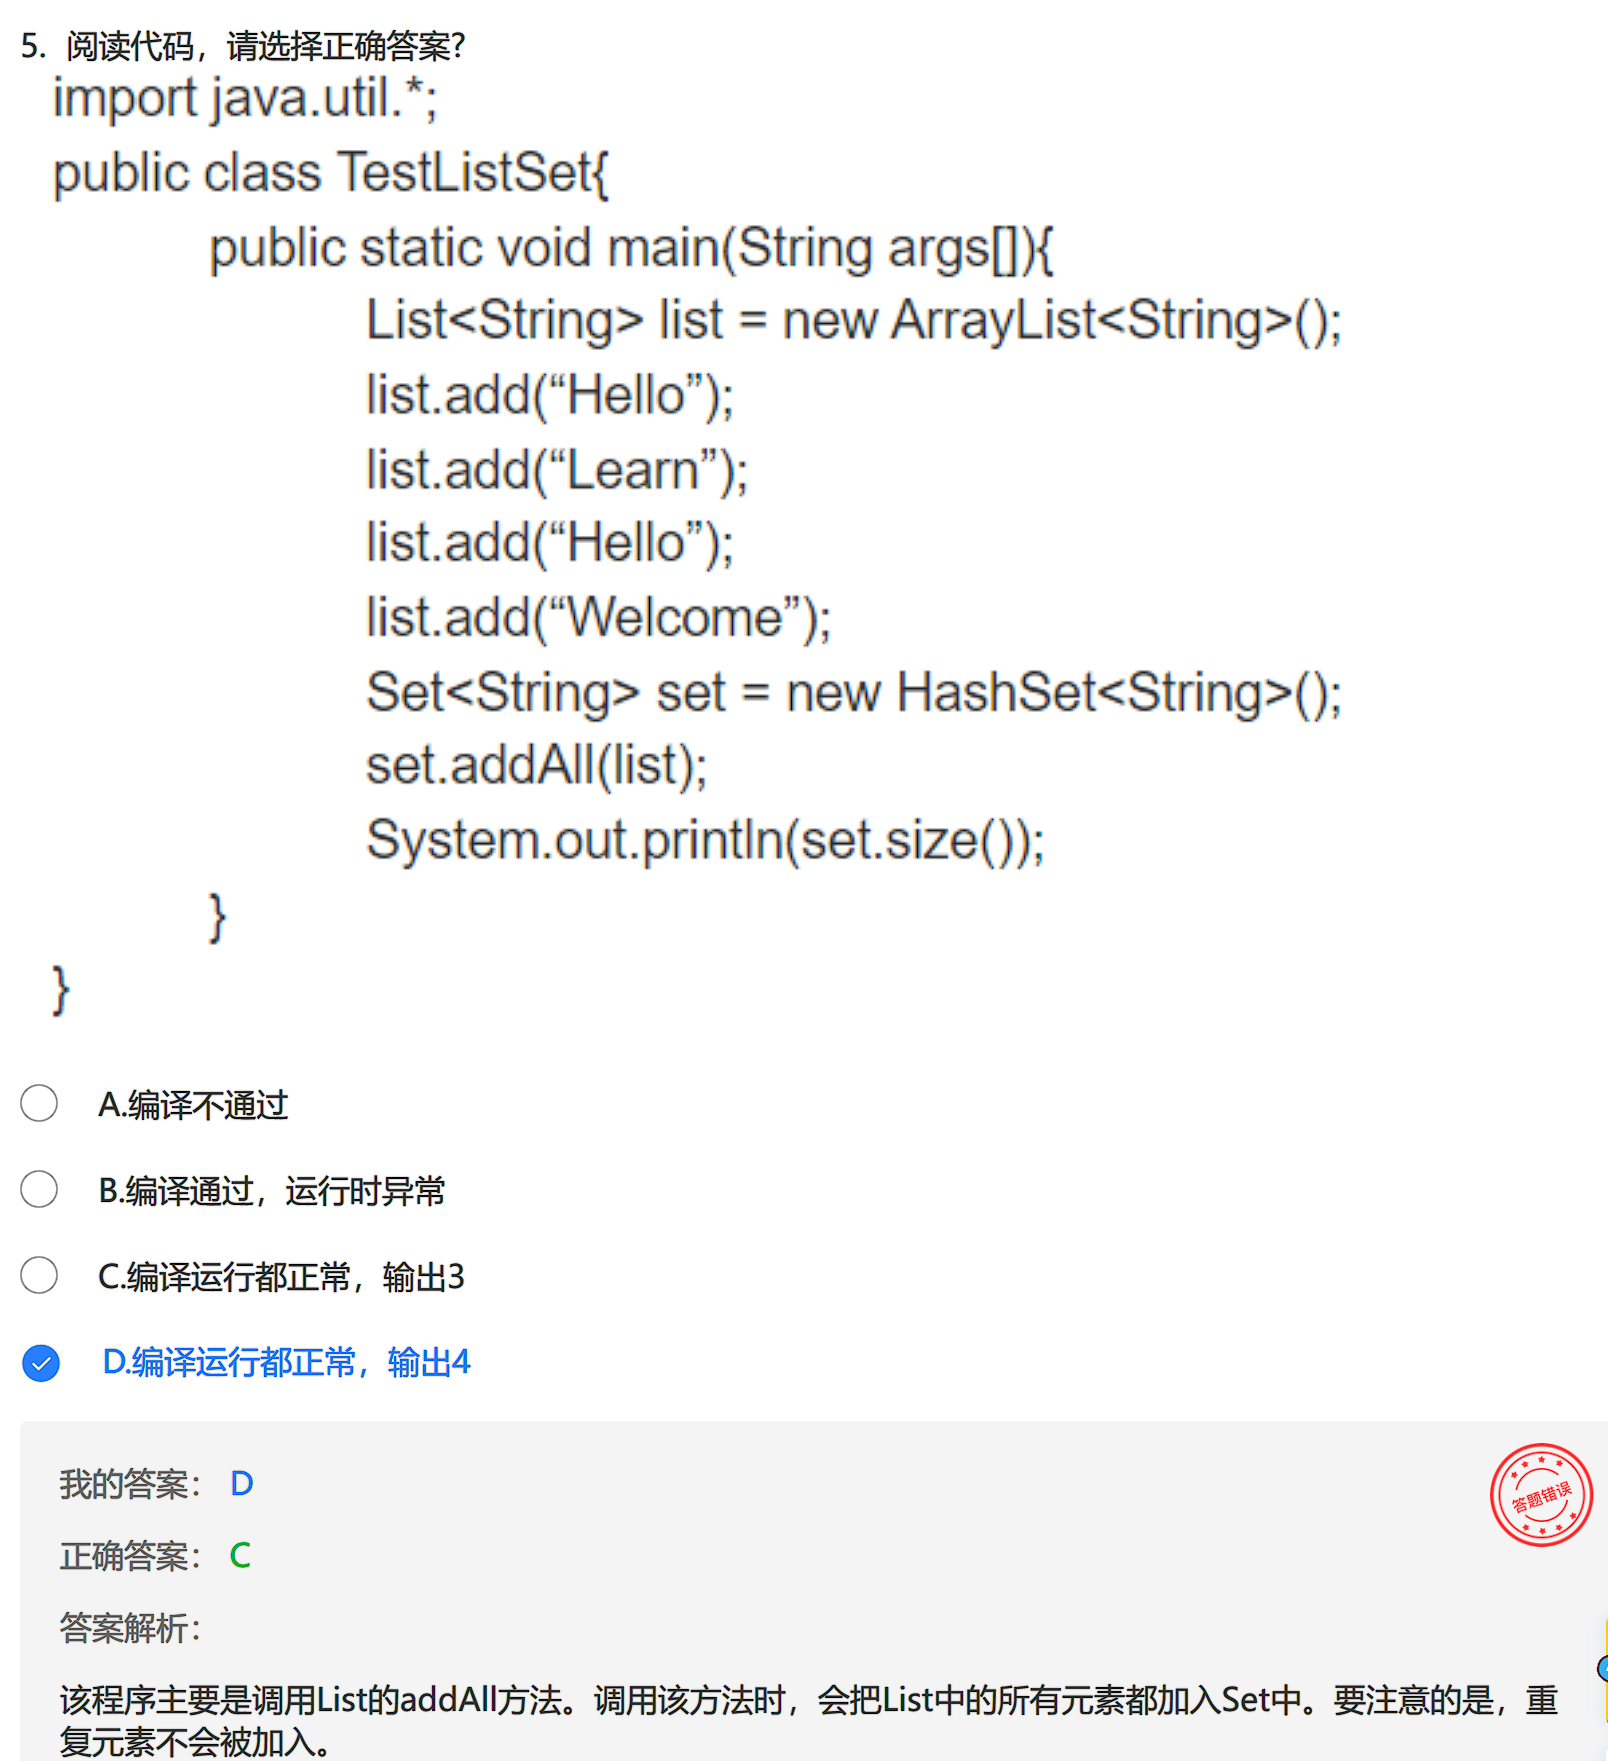 5. 阅读代码，请选择正确答案?
import java.util.*;
public class TestListSet{
public static void main(String args[]){
List<String> list = new ArrayList<String>();
list.add(“Hello”);
list.add(“Learn”);
list.add(“Hello”);
list.add(“Welcome”);
Set<String> set = new HashSet<String>();
set.addAll(list);
System.out.println(set.size());
}
}
A.编译不通过
B.编译通过，运行时异常
C.编译运行都正常，输出3
D.编译运行都正常，输出4
我的答案： D
答题错误
正确答案： C
答案解析：
该程序主要是调用List的addAll方法。调用该方法时，会把List中的所有元素都加入Set中。要注意的是，重
复元素不会被加入。